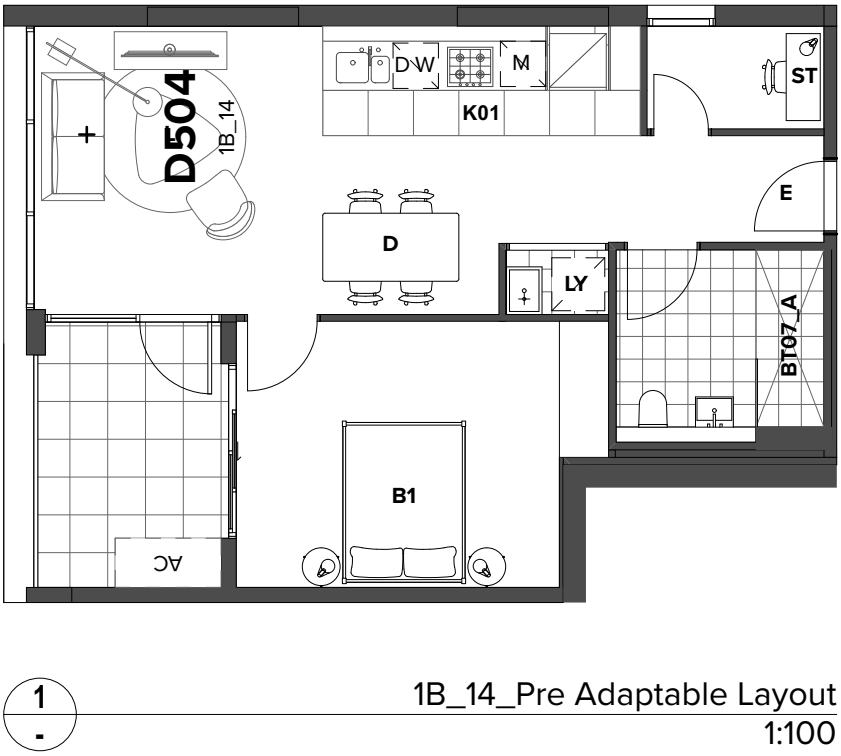 D504
1B_14
DW
M
K01
ST
E
D
LY
BT07_A
B1
AC
1
-
1B_14_Pre Adaptable Layout
1:100